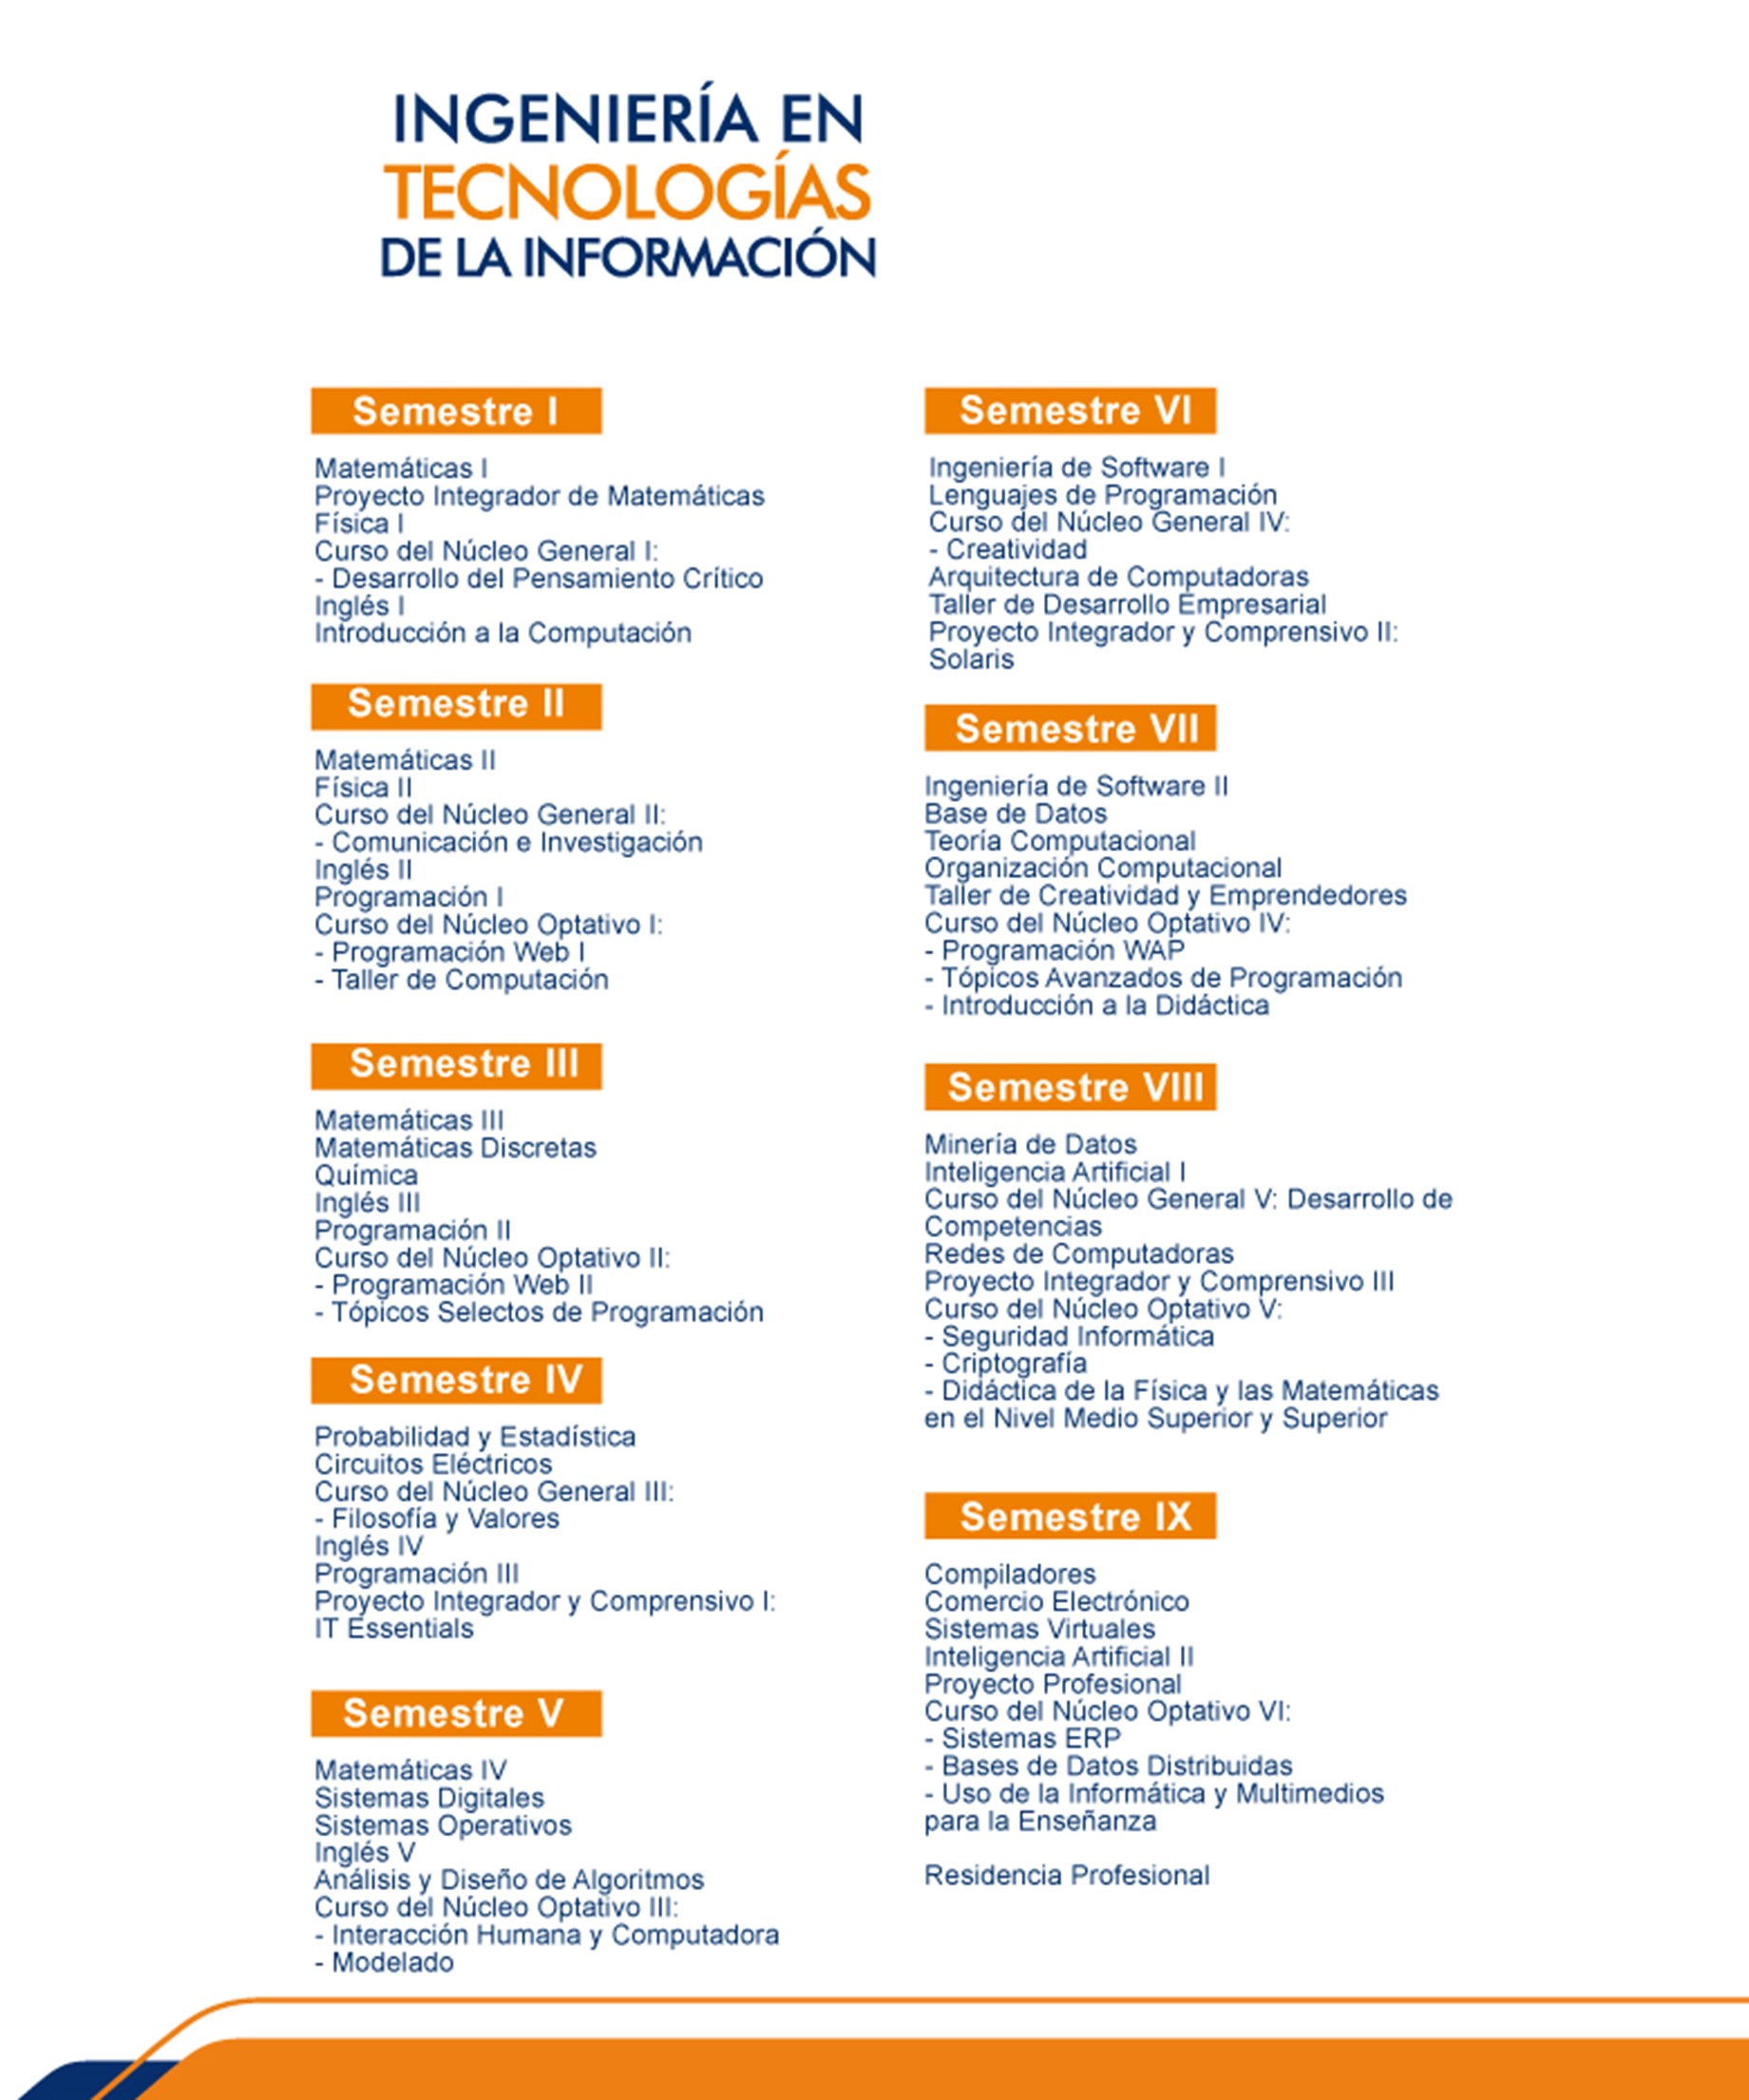 INGENIERÍA EN
TECNOLOGÍAS
DE LA INFORMACIÓN
Semestre I
Matemáticas I
Proyecto Integrador de Matemáticas
Física I
Curso del Núcleo General I:
- Desarrollo del Pensamiento Crítico
Inglés I
Introducción a la Computación
Semestre II
Matemáticas II
Física II
Curso del Núcleo General II:
- Comunicación e Investigación
Inglés II
Programación I
Curso del Núcleo Optativo I:
- Programación Web I
- Taller de Computación
Semestre III
Matemáticas III
Matemáticas Discretas
Química
Inglés III
Programación II
Curso del Núcleo Optativo II:
- Programación Web II
- Tópicos Selectos de Programación
Semestre IV
Probabilidad y Estadística
Circuitos Eléctricos
Curso del Núcleo General III:
- Filosofía y Valores
Inglés IV
Programación III
Proyecto Integrador y Comprensivo I:
IT Essentials
Semestre V
Matemáticas IV
Sistemas Digitales
Sistemas Operativos
Inglés V
Análisis y Diseño de Algoritmos
Curso del Núcleo Optativo III:
- Interacción Humana y Computadora
- Modelado
Semestre VI
Ingeniería de Software I
Lenguajes de Programación
Curso del Núcleo General IV:
- Creatividad
Arquitectura de Computadoras
Taller de Desarrollo Empresarial
Proyecto Integrador y Comprensivo II:
Solaris
Semestre VII
Ingeniería de Software II
Base de Datos
Teoría Computacional
Organización Computacional
Taller de Creatividad y Emprendedores
Curso del Núcleo Optativo IV:
- Programación WAP
- Tópicos Avanzados de Programación
- Introducción a la Didáctica
Semestre VIII
Minería de Datos
Inteligencia Artificial I
Curso del Núcleo General V: Desarrollo de
Competencias
Redes de Computadoras
Proyecto Integrador y Comprensivo III
Curso del Núcleo Optativo V:
- Seguridad Informática
- Criptografía
- Didáctica de la Física y las Matemáticas
en el Nivel Medio Superior y Superior
Semestre IX
Compiladores
Comercio Electrónico
Sistemas Virtuales
Inteligencia Artificial II
Proyecto Profesional
Curso del Núcleo Optativo VI:
- Sistemas ERP
- Bases de Datos Distribuidas
- Uso de la Informática y Multimedios
para la Enseñanza
Residencia Profesional